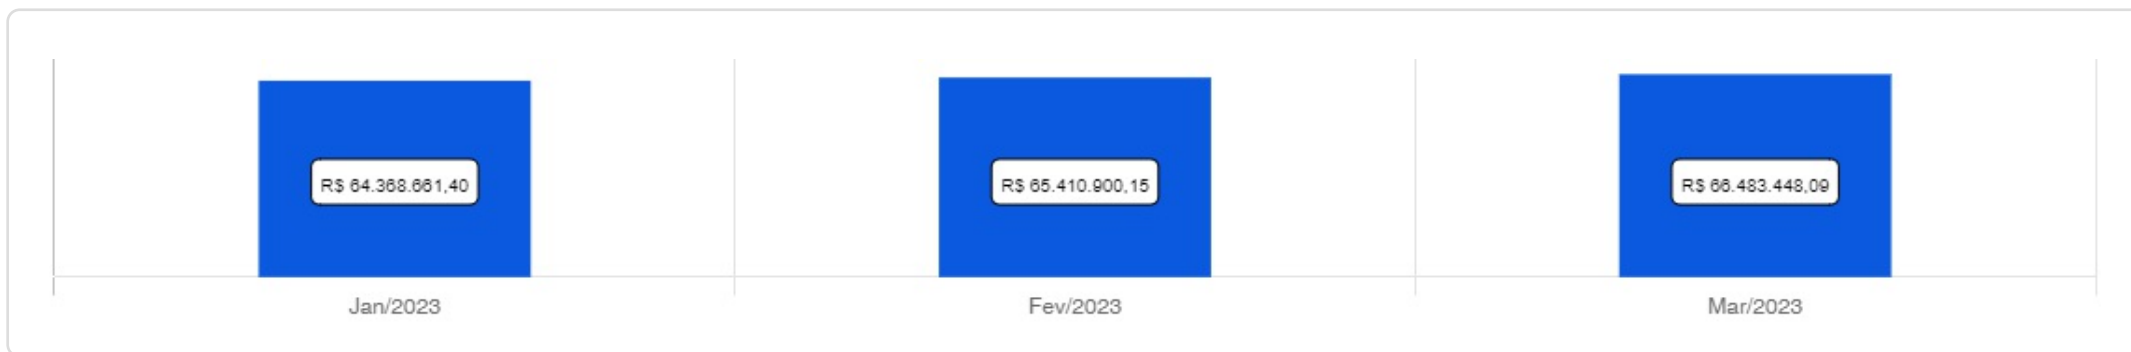 R$ 64.368.661,40
R$ 65.410.900,15
R$ 66.483.448,09
Jan/2023
Fev/2023
Mar/2023